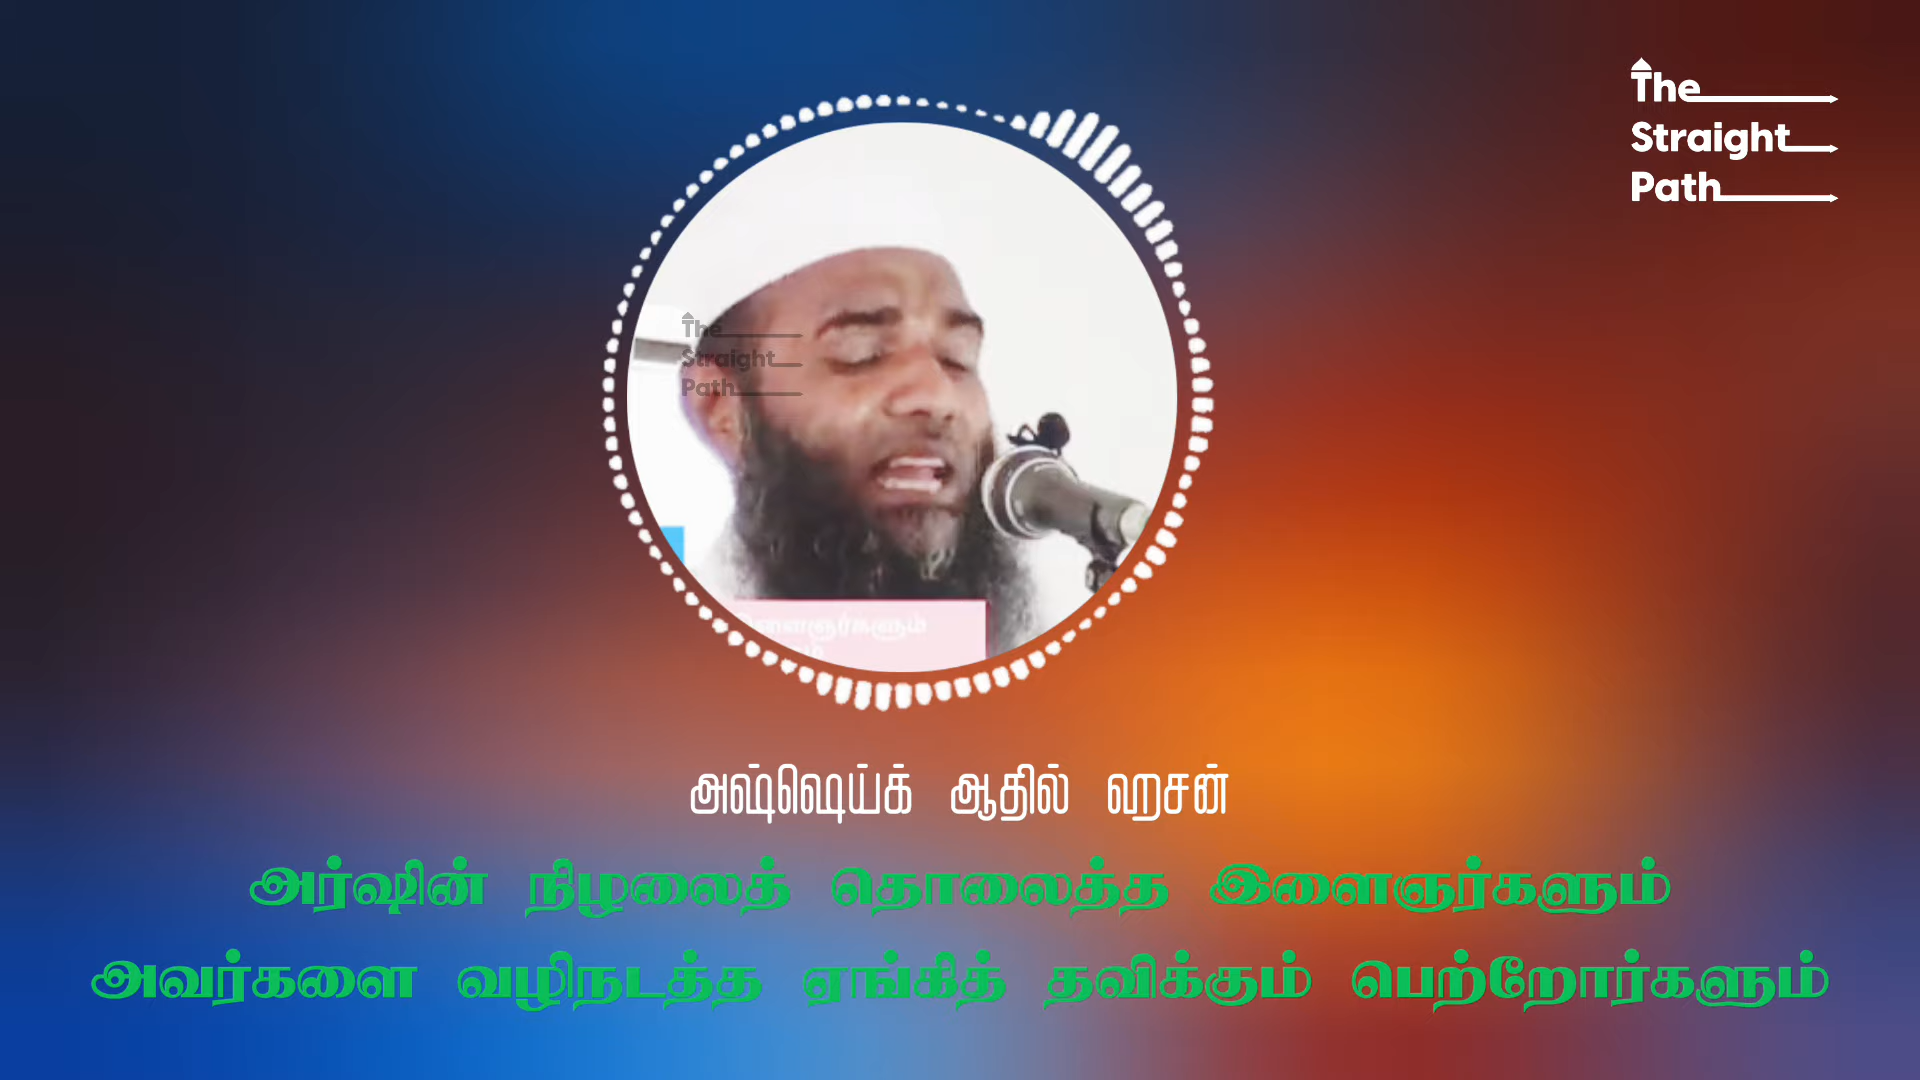 The
Straight
Path
The
Straight
Path
அஷ்ஷெய்க் ஆதில் ஹசன்
அர்ஷின் நிழலைத் தொலைத்த இளைஞர்களும்
அவர்களை வழிநடத்த ஏங்கித் தவிக்கும் பெற்றோர்களும்